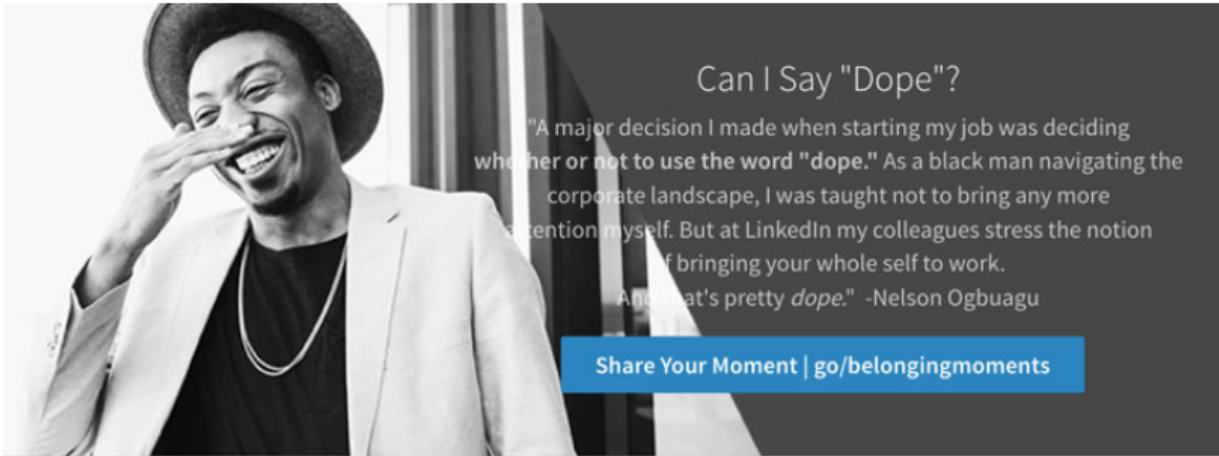 Can I Say "Dope"?
"A major decision I made when starting my job was deciding
whether or not to use the word "dope." As a black man navigating the
corporate landscape, I was taught not to bring any more
attention myself. But at LinkedIn my colleagues stress the notion
of bringing your whole self to work.
And that's pretty dope."  -Nelson Ogbuagu
Share Your Moment | go/belongingmoments